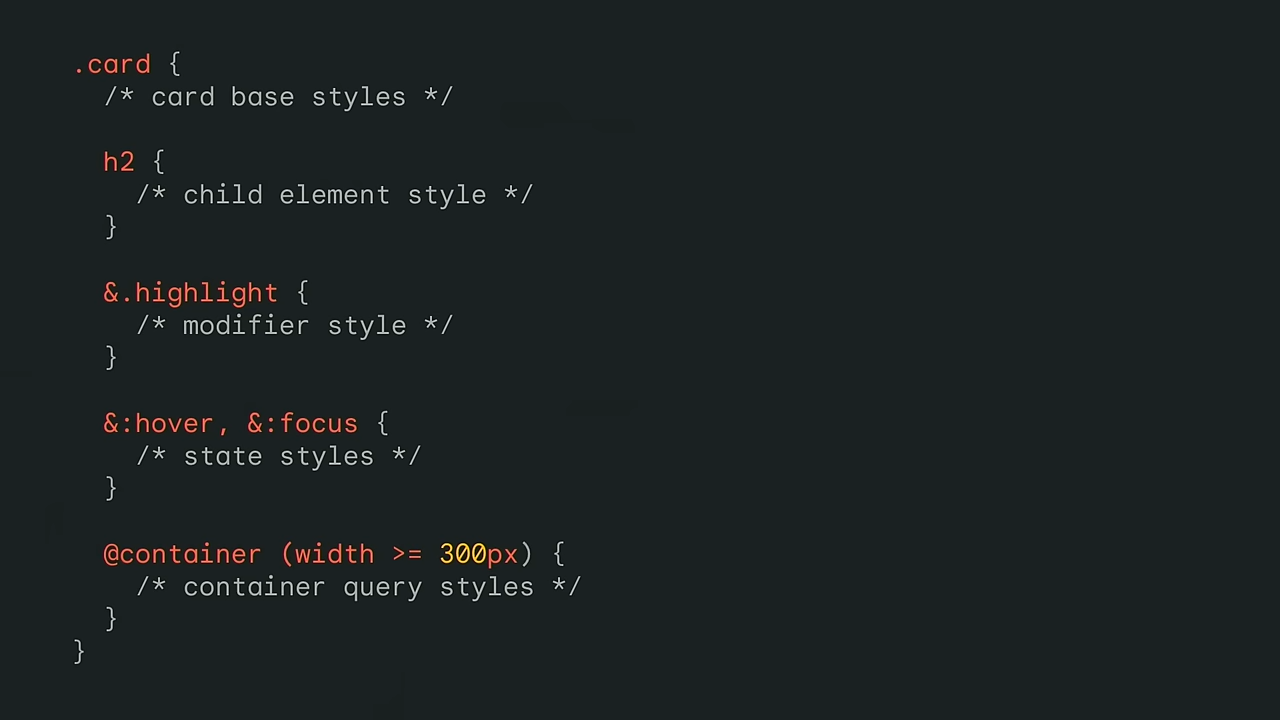 .card {
  /* card base styles */
  h2 {
    /* child element style */
  }
  &.highlight {
    /* modifier style */
  }
  &:hover, &:focus {
    /* state styles */
  }
  @container (width >= 300px) {
    /* container query styles */
  }
}